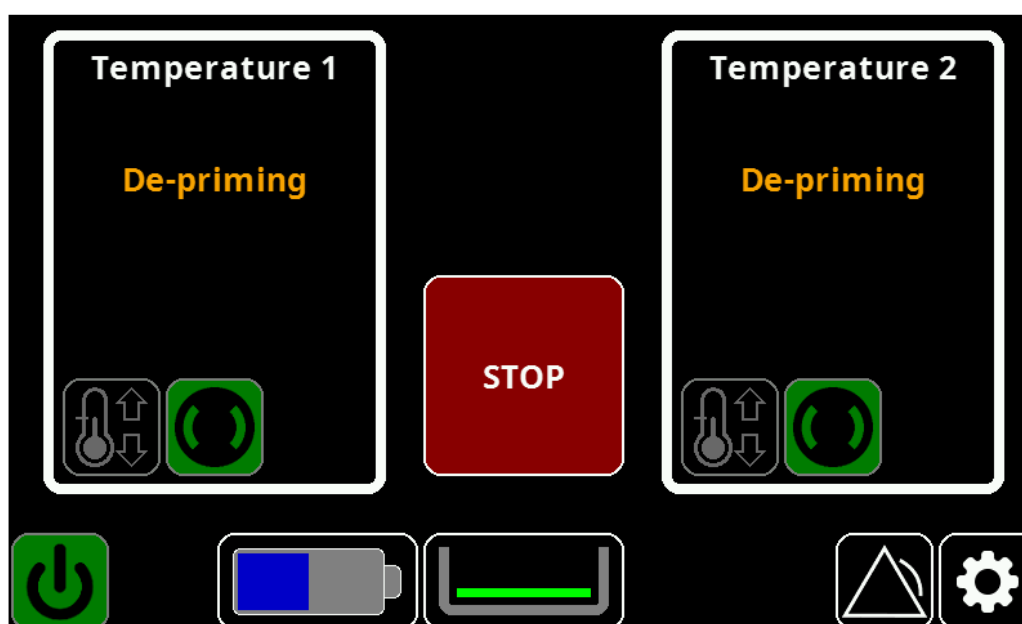 Temperature 1
De-priming
Temperature 2
De-priming
STOP